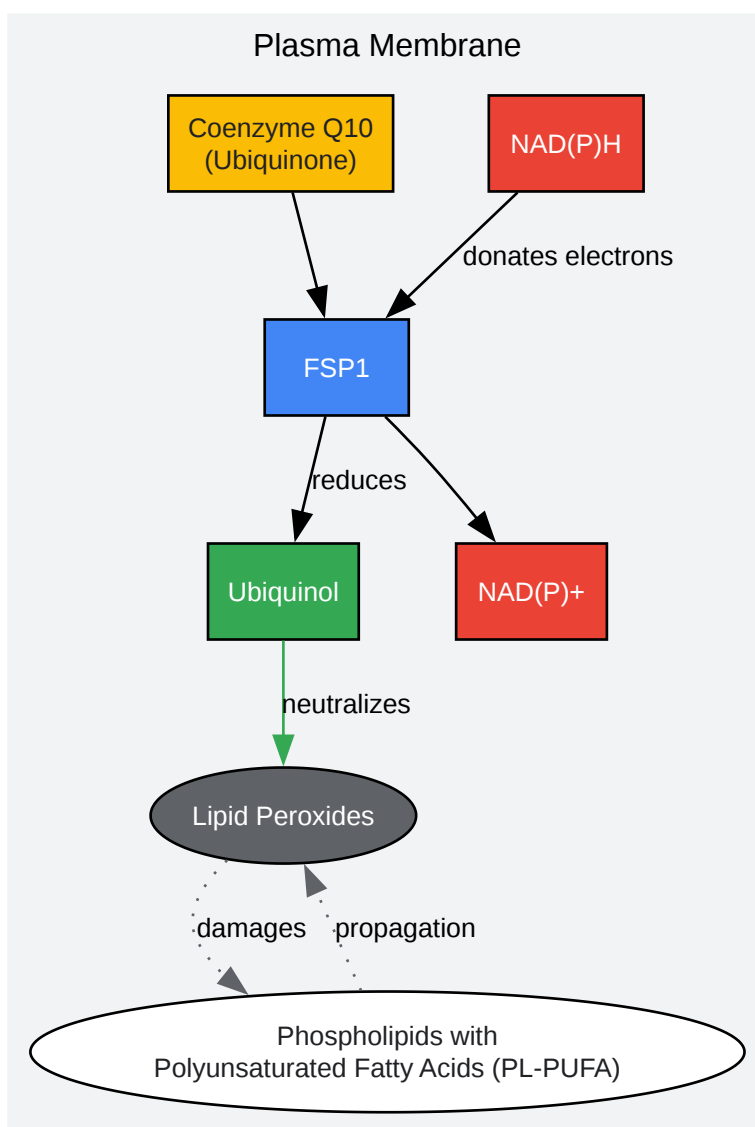 Plasma Membrane
Coenzyme Q10
(Ubiquinone)
NAD(P)H
donates electrons
FSP1
reduces
Ubiquinol
NAD(P)+
neutralizes
Lipid Peroxides
damages
propagation
Phospholipids with
Polyunsaturated Fatty Acids (PL-PUFA)